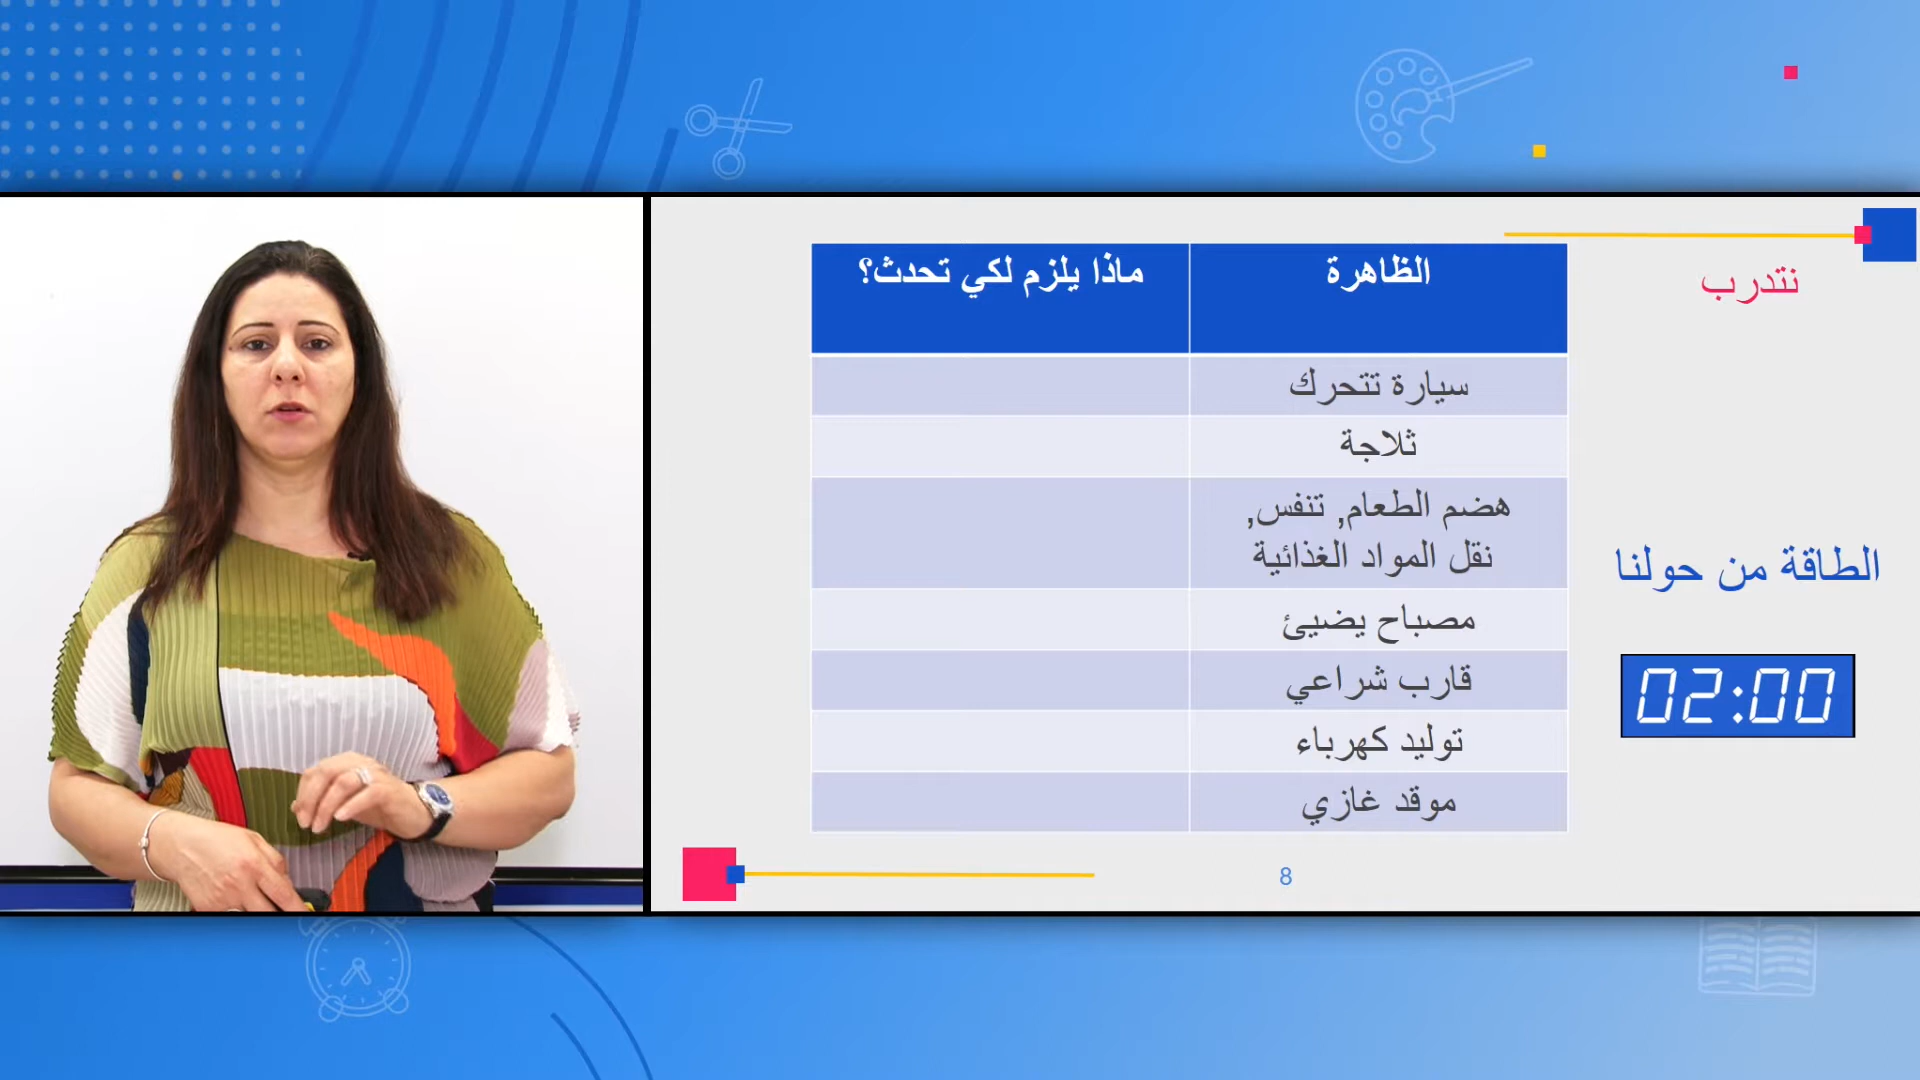 نتدرب
الظاهرة
ماذا يلزم لكي تحدث؟
سيارة تتحرك
ثلاجة
هضم الطعام, تنفس,
نقل المواد الغذائية
مصباح يضيئ
قارب شراعي
توليد كهرباء
موقد غازي
الطاقة من حولنا
02:00
8